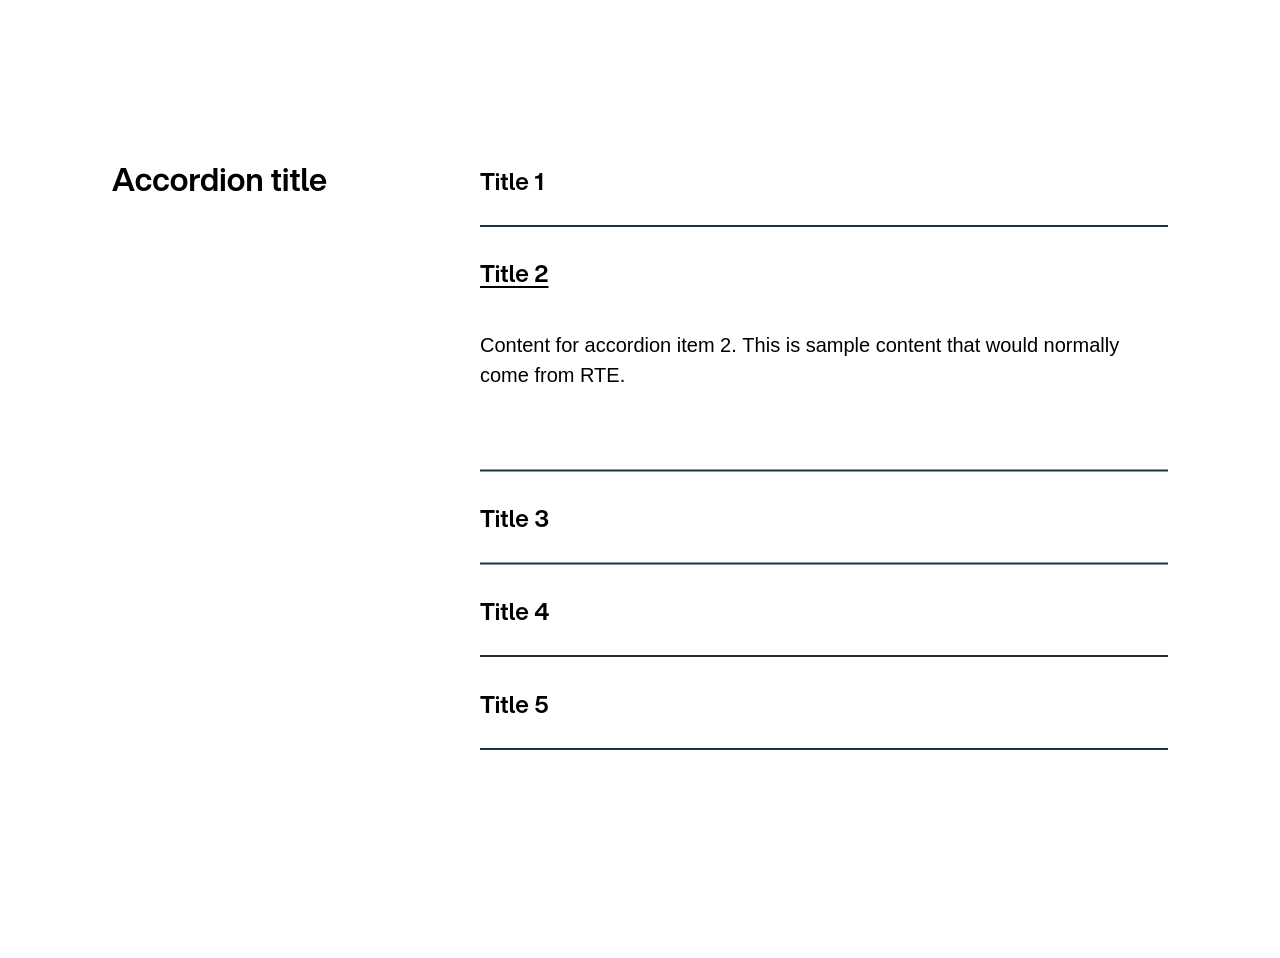 Accordion title
Title 1
Title 2
Content for accordion item 2. This is sample content that would normally
come from RTE.
Title 3
Title 4
Title 5